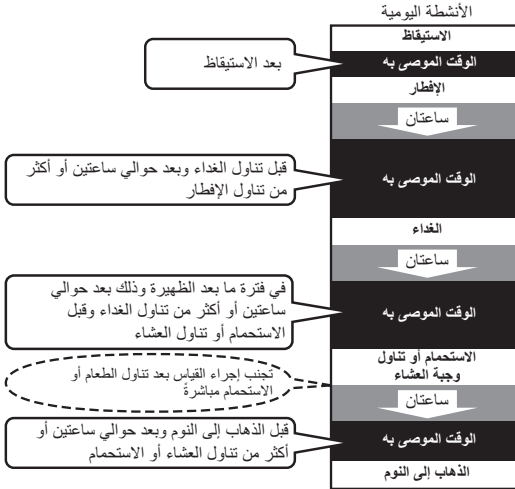 الأنشطة اليومية
الاستيقاظ
الوقت الموصى به
بعد الاستيقاظ
الإفطار
ساعتان
الوقت الموصى به
قبل تناول الغداء وبعد حوالي ساعتين أو أكثر
من تناول الإفطار
الغداء
ساعتان
الوقت الموصى به
في فترة ما بعد الظهيرة وذلك بعد حوالي
ساعتين أو أكثر من تناول الغداء وقبل
الاستحمام أو تناول العشاء
الاستحمام أو تناول
وجبة العشاء
تجنب إجراء القياس بعد تناول الطعام أو
الاستحمام مباشرةً
ساعتان
الوقت الموصى به
قبل الذهاب إلى النوم وبعد حوالي ساعتين أو
أكثر من تناول العشاء أو الاستحمام
الذهاب إلى النوم